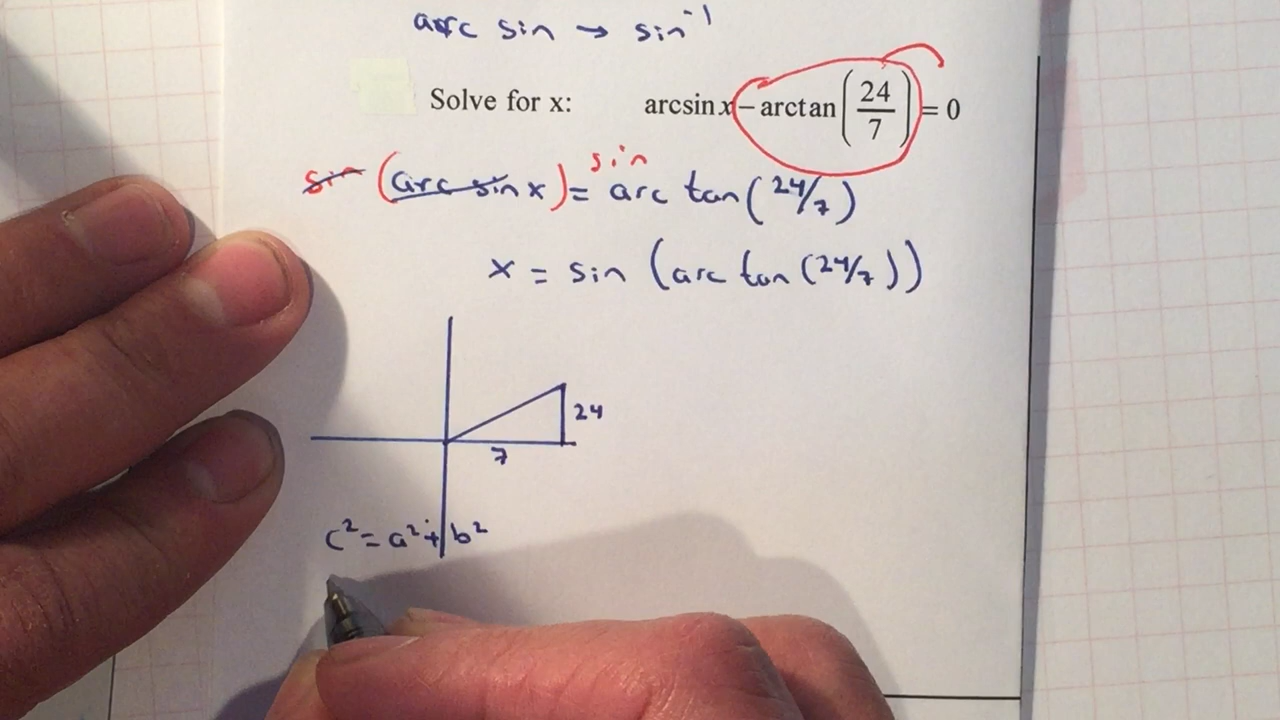 arc sin → sin⁻¹
Solve for x: arcsin x − arctan (24/7) = 0
sin (arc sin x) = sin arc tan (24/7)
x = sin (arc tan (24/7))
24
7
c² = a² + b²